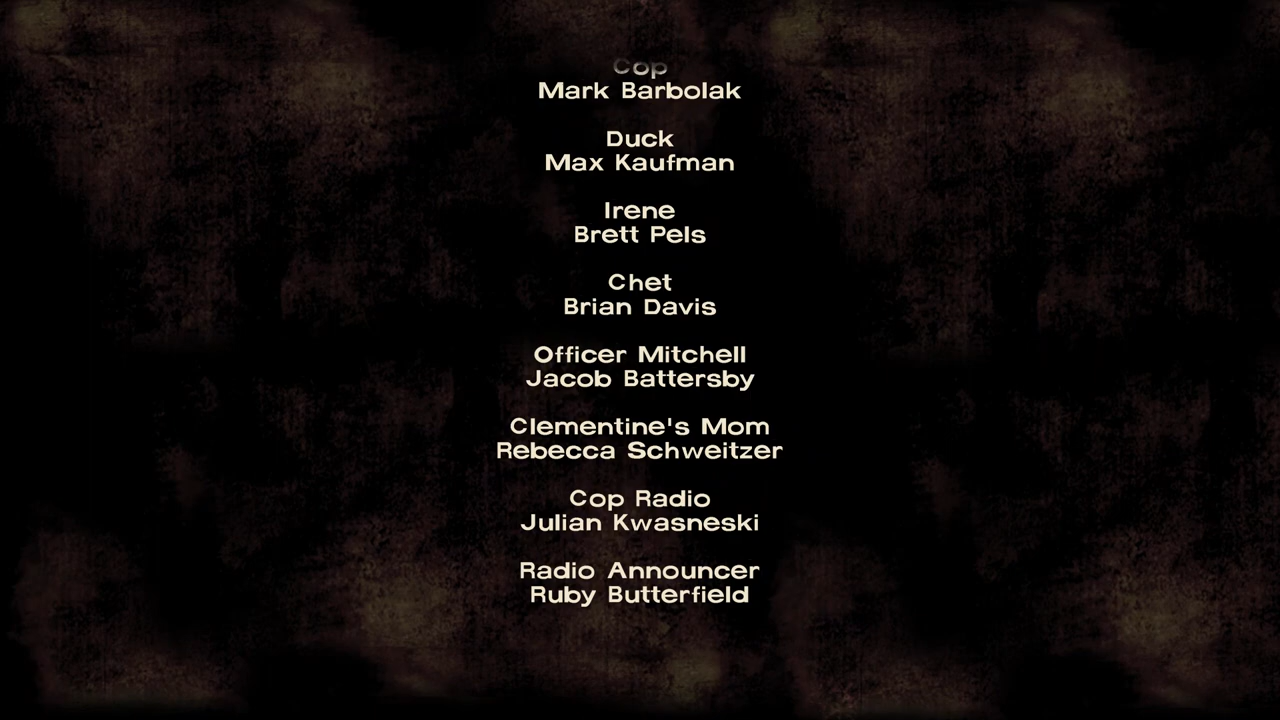 Cop
Mark Barbolak
Duck
Max Kaufman
Irene
Brett Pels
Chet
Brian Davis
Officer Mitchell
Jacob Battersby
Clementine's Mom
Rebecca Schweitzer
Cop Radio
Julian Kwasneski
Radio Announcer
Ruby Butterfield